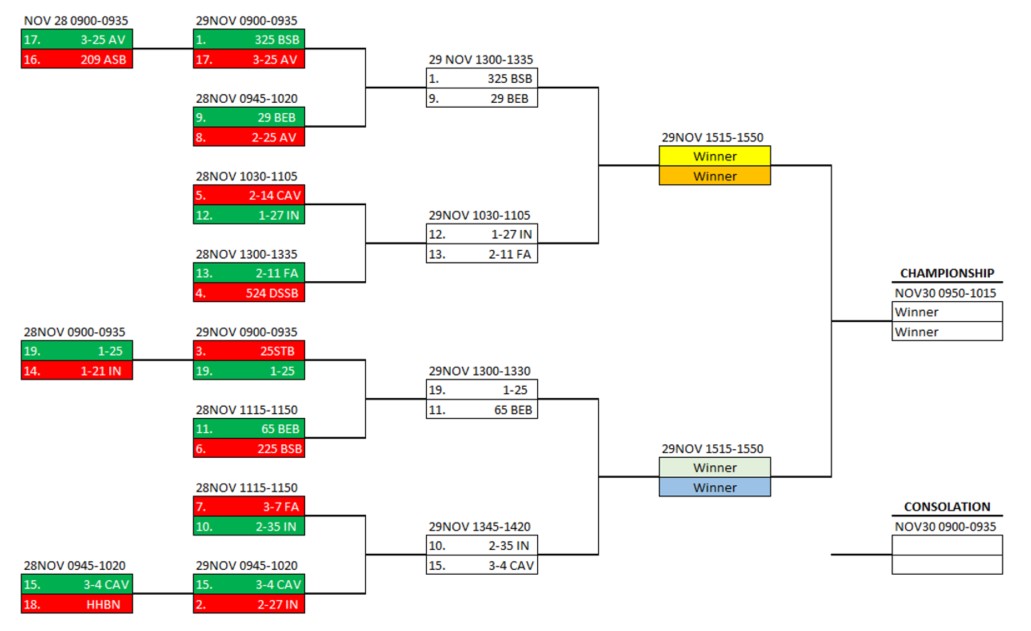 NOV 28 0900-0935
17. 3-25 AV
16. 209 ASB
28NOV 0900-0935
19. 1-25
14. 1-21 IN
28NOV 0945-1020
15. 3-4 CAV
18. HHBN
29NOV 0900-0935
1. 325 BSB
17. 3-25 AV
28NOV 0945-1020
9. 29 BEB
8. 2-25 AV
28NOV 1030-1105
5. 2-14 CAV
12. 1-27 IN
28NOV 1300-1335
13. 2-11 FA
4. 524 DSSB
29NOV 0900-0935
3. 25STB
19. 1-25
28NOV 1115-1150
11. 65 BEB
6. 225 BSB
28NOV 1115-1150
7. 3-7 FA
10. 2-35 IN
29NOV 0945-1020
15. 3-4 CAV
2. 2-27 IN
29 NOV 1300-1335
1. 325 BSB
9. 29 BEB
29NOV 1030-1105
12. 1-27 IN
13. 2-11 FA
29NOV 1300-1330
19. 1-25
11. 65 BEB
29NOV 1345-1420
10. 2-35 IN
15. 3-4 CAV
29NOV 1515-1550
Winner
Winner
29NOV 1515-1550
Winner
Winner
CHAMPIONSHIP
NOV30 0950-1015
Winner
Winner
CONSOLATION
NOV30 0900-0935